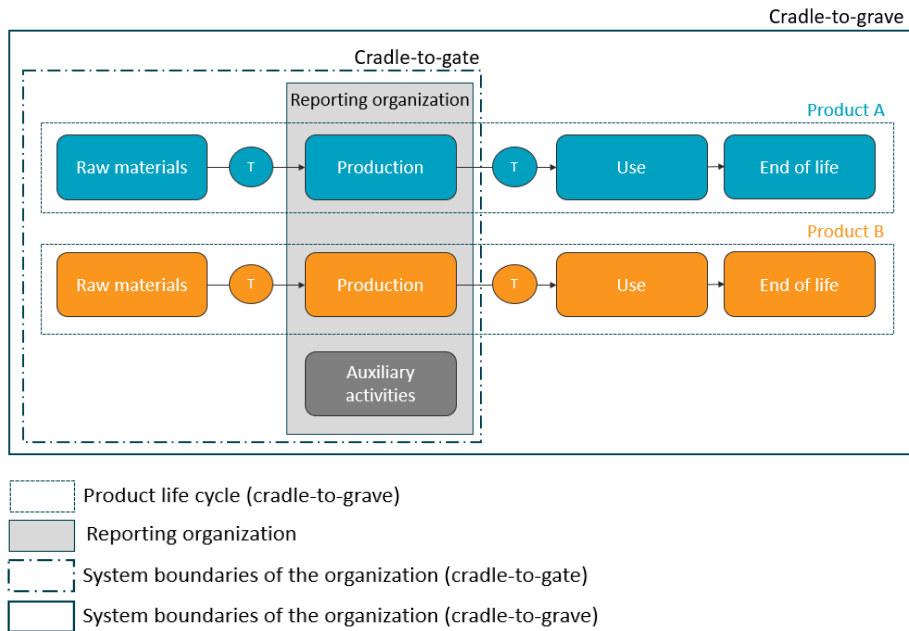 Cradle-to-grave
Cradle-to-gate
Reporting organization
Product A
Raw materials
T
Production
T
Use
End of life
Product B
Raw materials
T
Production
T
Use
End of life
Auxiliary
activities
Product life cycle (cradle-to-grave)
Reporting organization
System boundaries of the organization (cradle-to-gate)
System boundaries of the organization (cradle-to-grave)